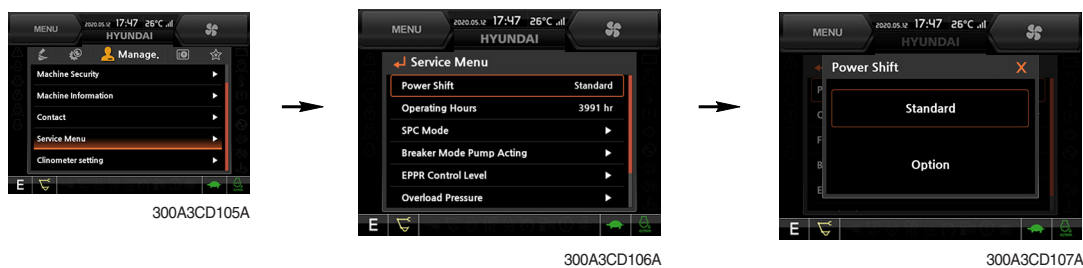 MENU
2020.05.12 17:47 26°C
HYUNDAI
Manage.
Machine Security
Machine Information
Contact
Service Menu
Clinometer setting
E
300A3CD105A
MENU
2020.05.12 17:47 26°C
HYUNDAI
Service Menu
Power Shift Standard
Operating Hours 3991 hr
SPC Mode
Breaker Mode Pump Acting
EPPR Control Level
Overload Pressure
E
300A3CD106A
MENU
2020.05.12 17:47 26°C
HYUNDAI
Power Shift X
Standard
Option
E
300A3CD107A